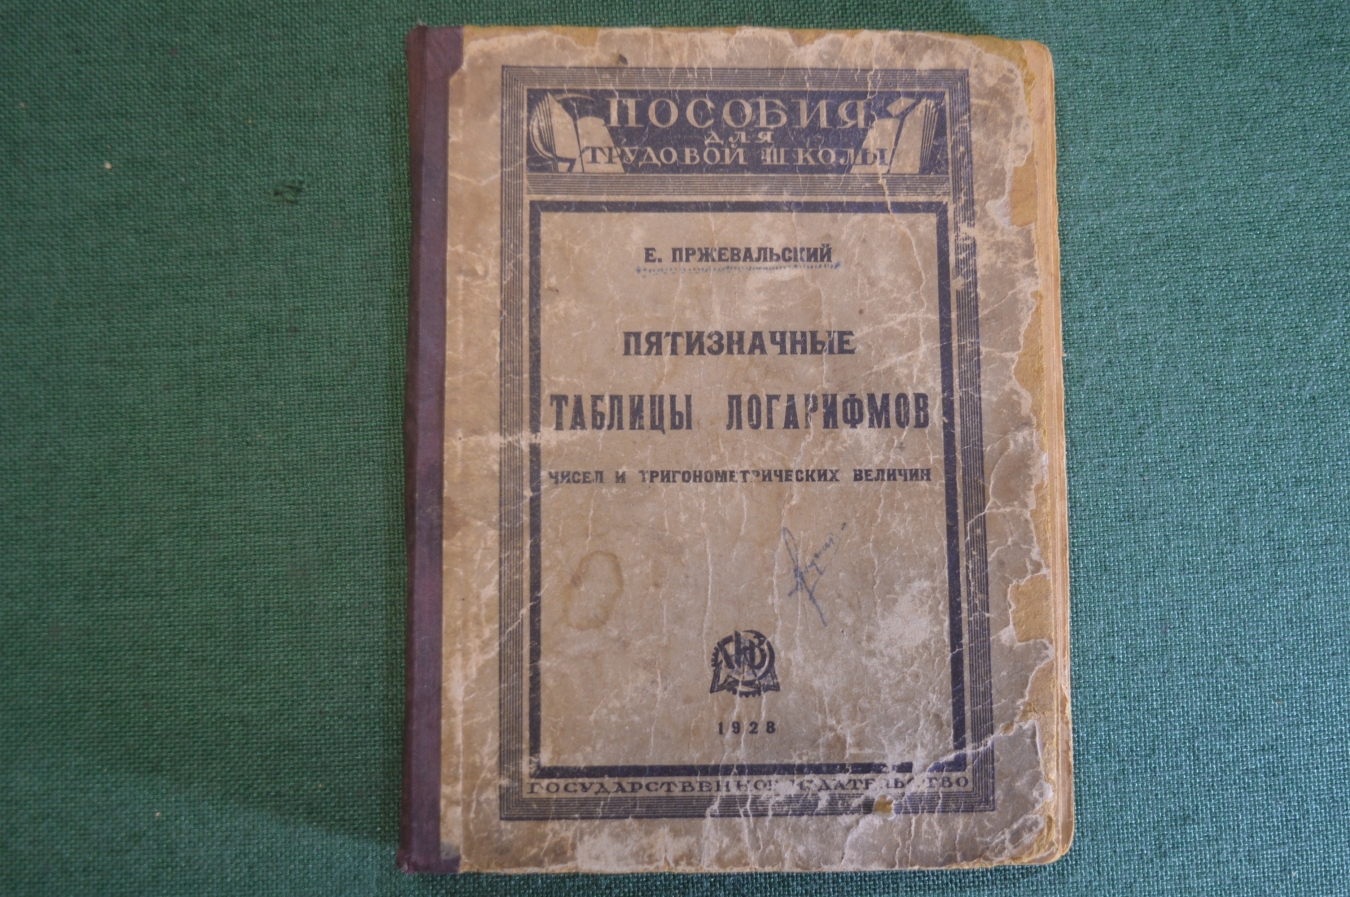 ПОСОБИЯ
ДЛЯ
ТРУДОВОЙ ШКОЛЫ
Е. ПРЖЕВАЛЬСКИЙ
ПЯТИЗНАЧНЫЕ
ТАБЛИЦЫ ЛОГАРИФМОВ
ЧИСЕЛ И ТРИГОНОМЕТРИЧЕСКИХ ВЕЛИЧИН
1928
ГОСУДАРСТВЕННОЕ ИЗДАТЕЛЬСТВО